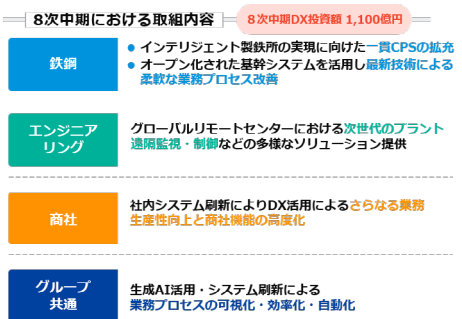 8次中期における取組内容
8次中期DX投資額 1,100億円
鉄鋼
● インテリジェント製鉄所の実現に向けた一貫CPSの拡充
● オープン化された基幹システムを活用し最新技術による
柔軟な業務プロセス改善
エンジニア
リング
グローバルリモートセンターにおける次世代のプラント
遠隔監視・制御などの多様なソリューション提供
商社
社内システム刷新によりDX活用によるさらなる業務
生産性向上と商社機能の高度化
グループ
共通
生成AI活用・システム刷新による
業務プロセスの可視化・効率化・自動化